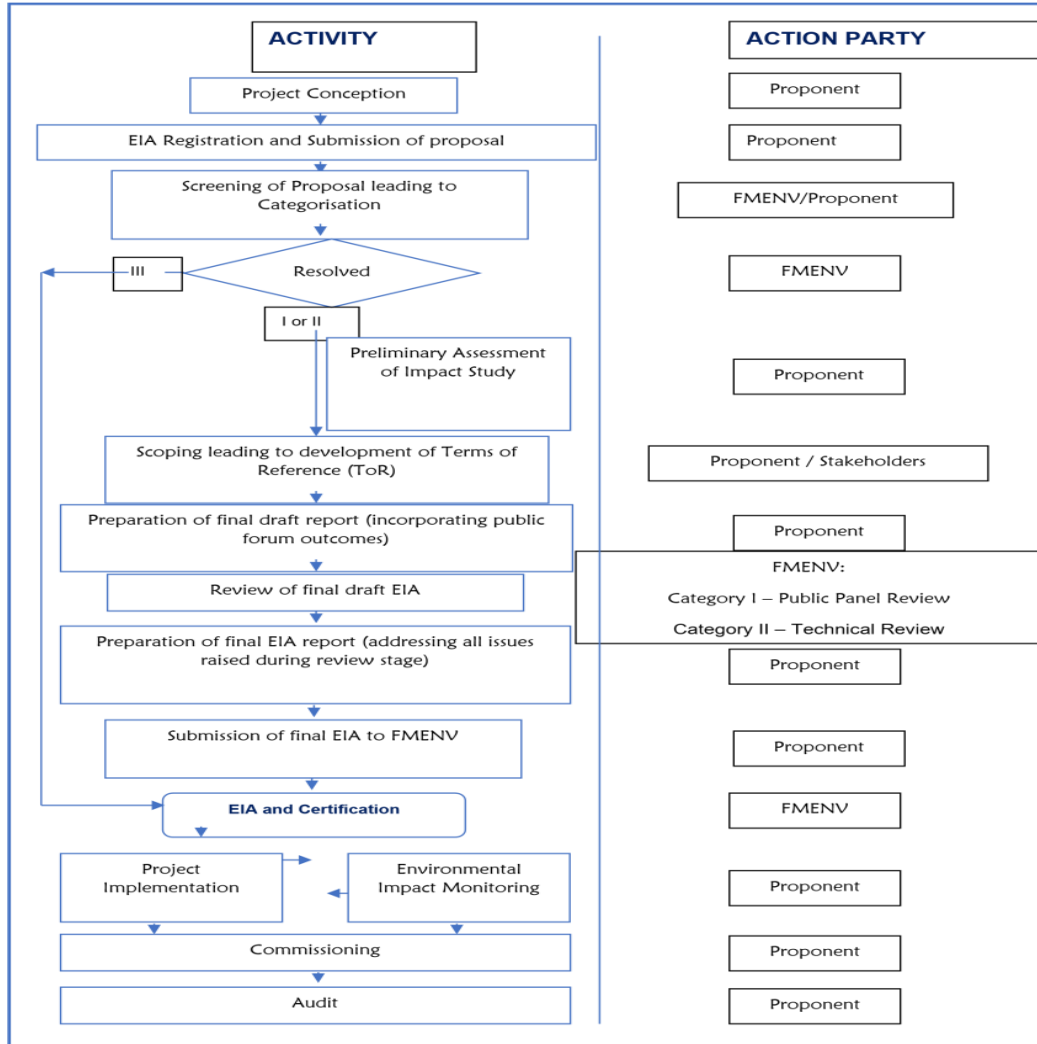 ACTIVITY
ACTION PARTY
Project Conception
Proponent
EIA Registration and Submission of proposal
Proponent
Screening of Proposal leading to
Categorisation
FMENV/Proponent
III
Resolved
FMENV
I or II
Preliminary Assessment
of Impact Study
Proponent
Scoping leading to development of Terms of
Reference (ToR)
Proponent / Stakeholders
Preparation of final draft report (incorporating public
forum outcomes)
Proponent
Review of final draft EIA
FMENV:
Category I – Public Panel Review
Category II – Technical Review
Preparation of final EIA report (addressing all issues
raised during review stage)
Proponent
Submission of final EIA to FMENV
Proponent
EIA and Certification
FMENV
Project
Implementation
Environmental
Impact Monitoring
Proponent
Commissioning
Proponent
Audit
Proponent